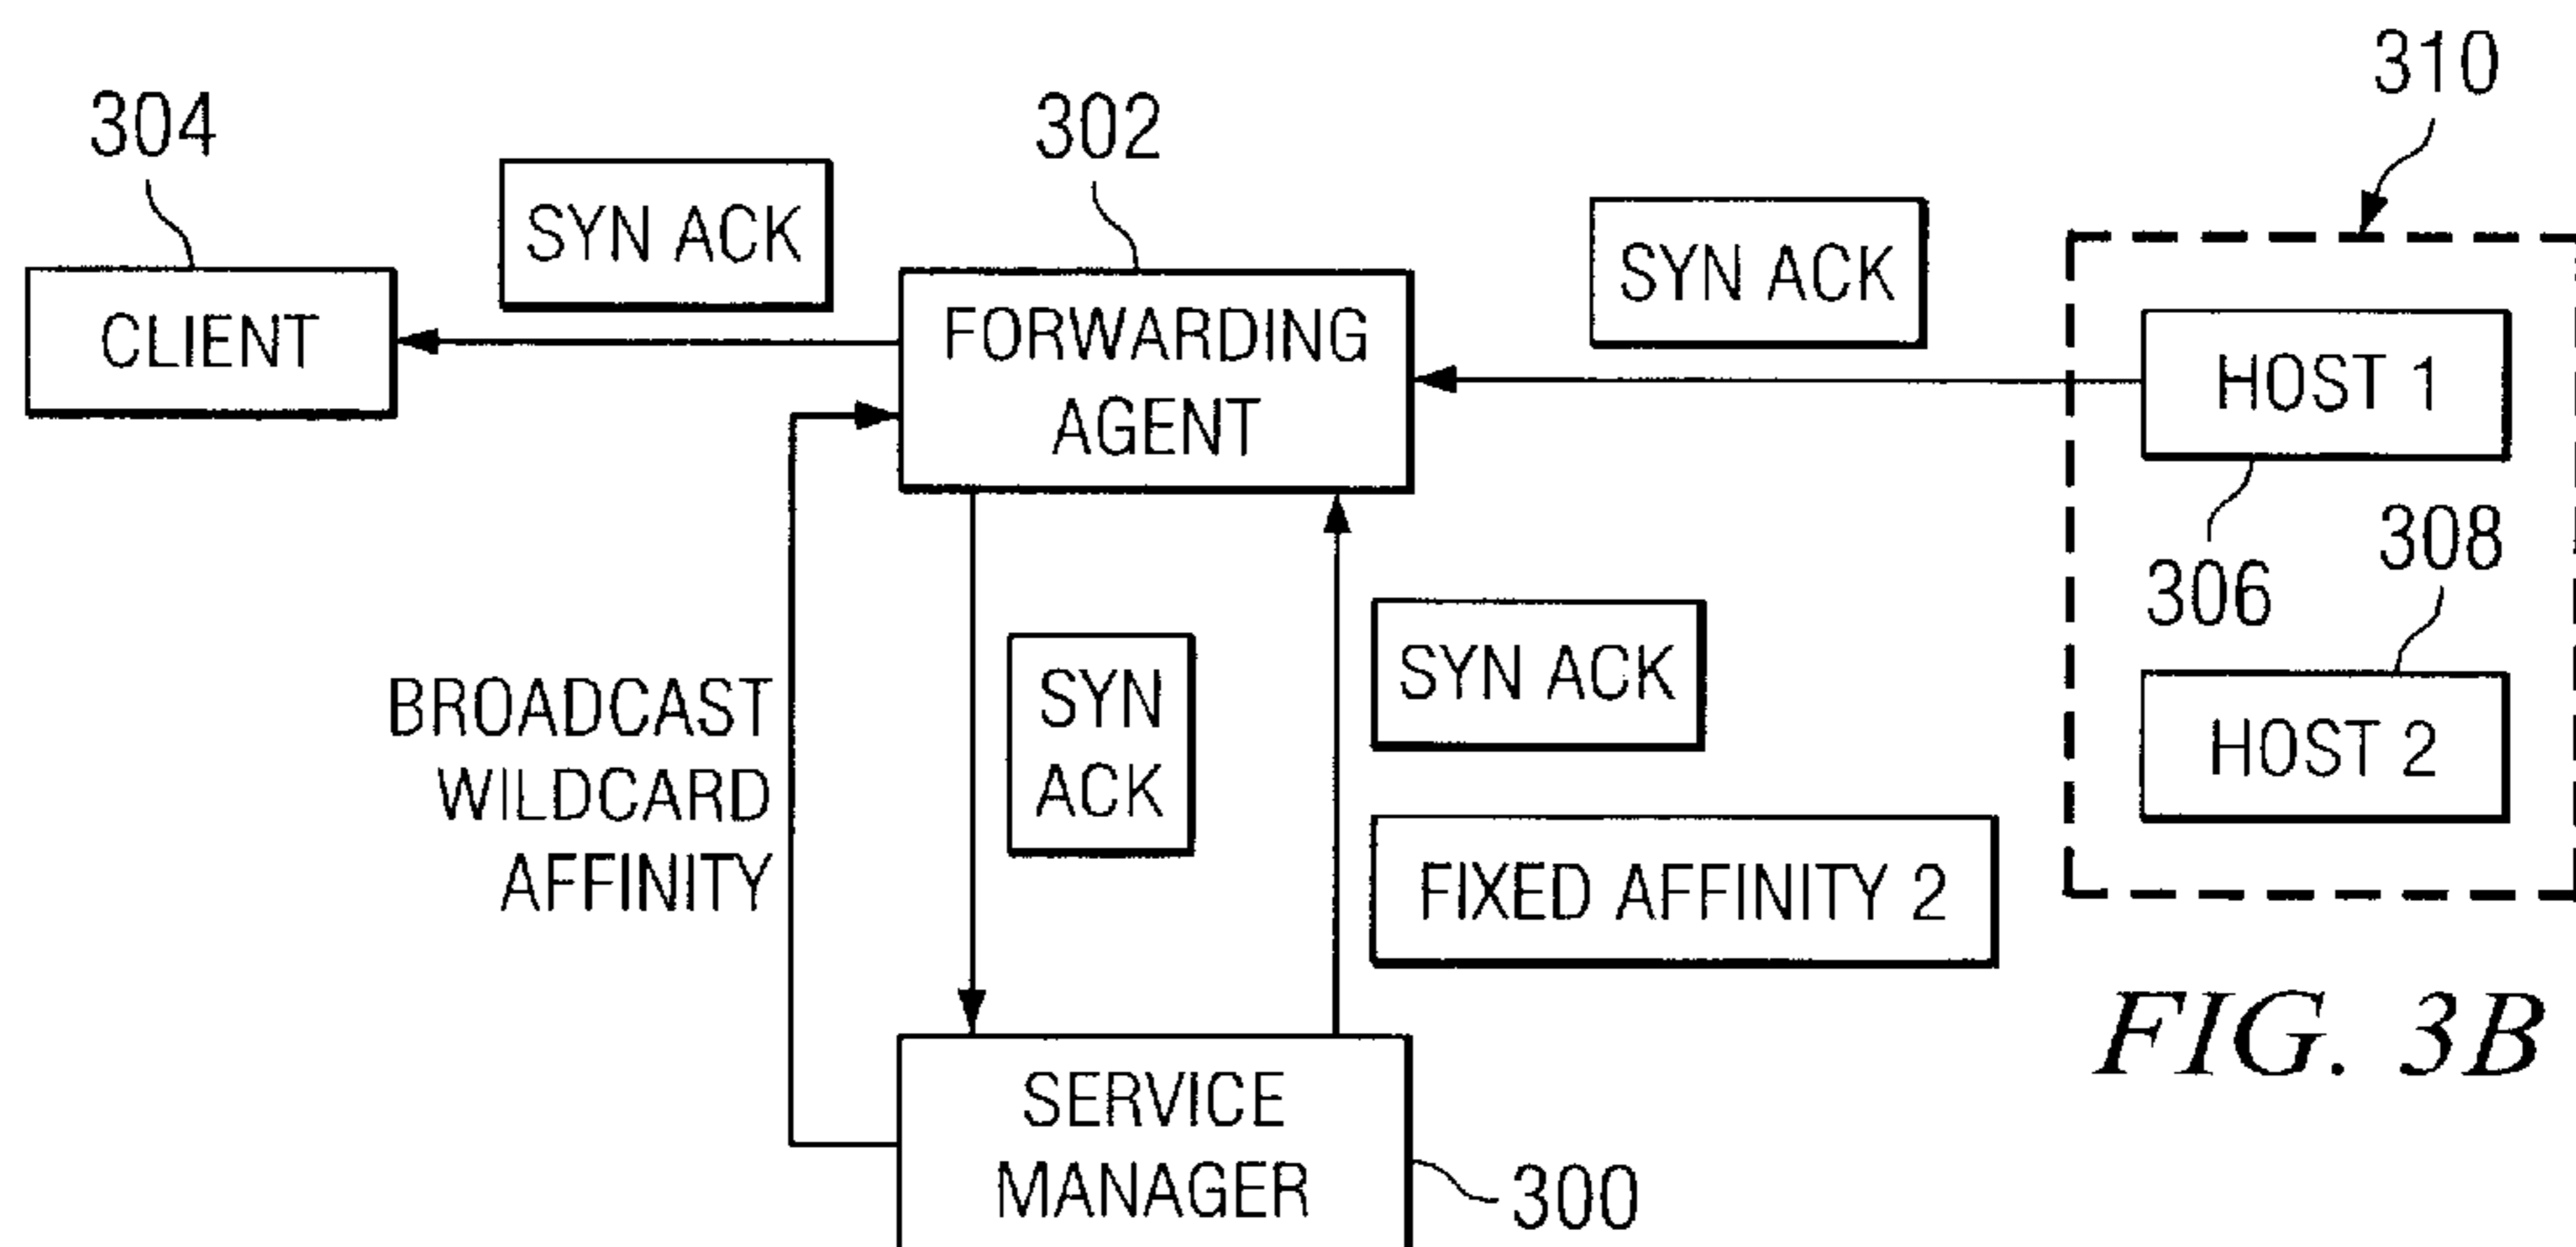 310
304
302
SYN ACK
SYN ACK
CLIENT
FORWARDING
AGENT
HOST 1
306
308
SYN
ACK
SYN ACK
BROADCAST
WILDCARD
AFFINITY
HOST 2
FIXED AFFINITY 2
FIG. 3B
SERVICE
MANAGER
300